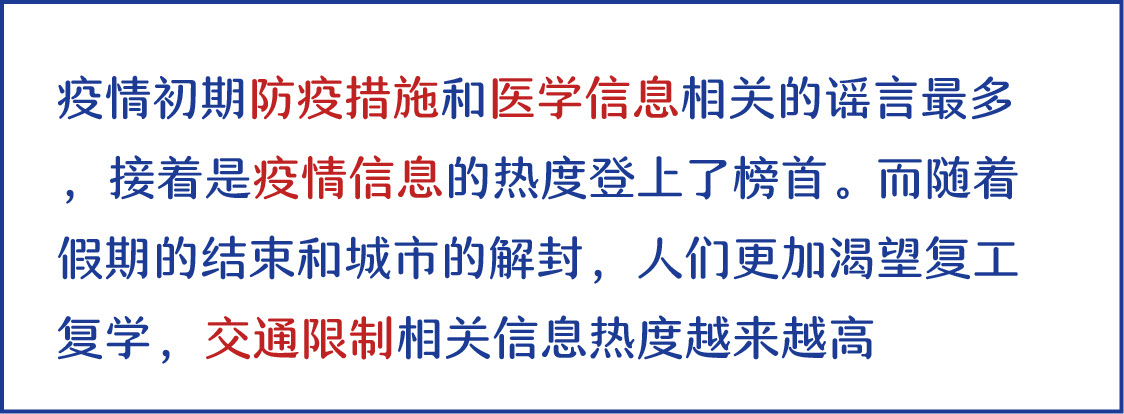 疫情初期防疫措施和医学信息相关的谣言最多
，接着是疫情信息的热度登上了榜首。而随着
假期的结束和城市的解封，人们更加渴望复工
复学，交通限制相关信息热度越来越高